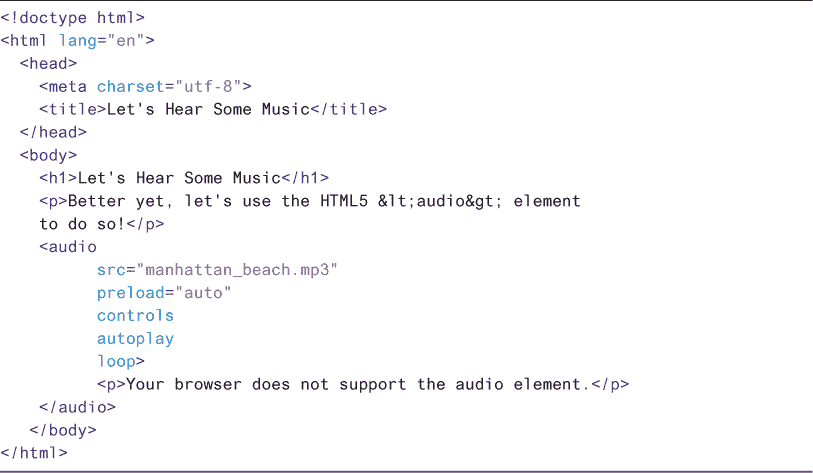 <!doctype html>
<html lang="en">
  <head>
    <meta charset="utf-8">
    <title>Let's Hear Some Music</title>
  </head>
  <body>
    <h1>Let's Hear Some Music</h1>
    <p>Better yet, let's use the HTML5 &lt;audio&gt; element
    to do so!</p>
    <audio
          src="manhattan_beach.mp3"
          preload="auto"
          controls
          autoplay
          loop>
          <p>Your browser does not support the audio element.</p>
    </audio>
   </body>
</html>